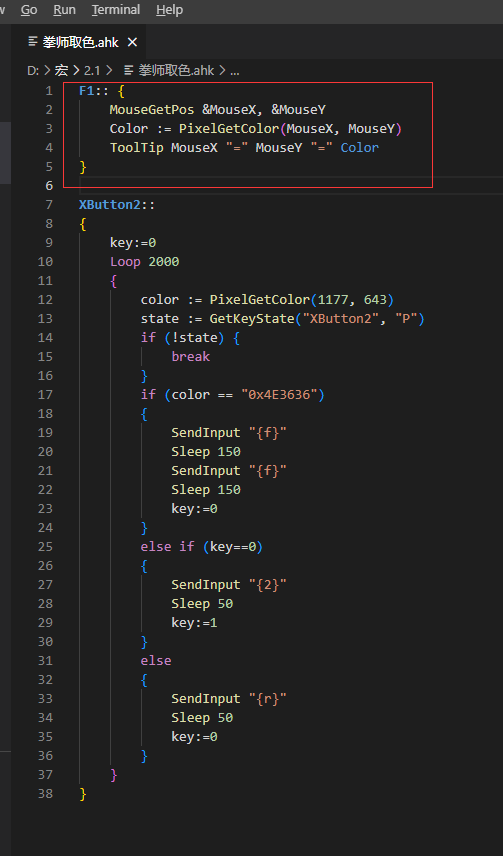 w Go Run Terminal Help
拳师取色.ahk ×
D: > 宏 > 2.1 > 拳师取色.ahk > ...
1 F1:: {
2 MouseGetPos &MouseX, &MouseY
3 Color := PixelGetColor(MouseX, MouseY)
4 ToolTip MouseX "=" MouseY "=" Color
5 }
6
7 XButton2::
8 {
9 key:=0
10 Loop 2000
11 {
12 color := PixelGetColor(1177, 643)
13 state := GetKeyState("XButton2", "P")
14 if (!state) {
15 break
16 }
17 if (color == "0x4E3636")
18 {
19 SendInput "{f}"
20 Sleep 150
21 SendInput "{f}"
22 Sleep 150
23 key:=0
24 }
25 else if (key==0)
26 {
27 SendInput "{2}"
28 Sleep 50
29 key:=1
30 }
31 else
32 {
33 SendInput "{r}"
34 Sleep 50
35 key:=0
36 }
37 }
38 }